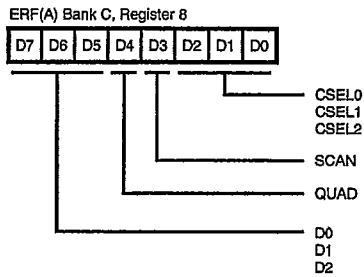 ERF(A) Bank C, Register 8
D7 D6 D5 D4 D3 D2 D1 D0
CSEL0
CSEL1
CSEL2
SCAN
QUAD
D0
D1
D2